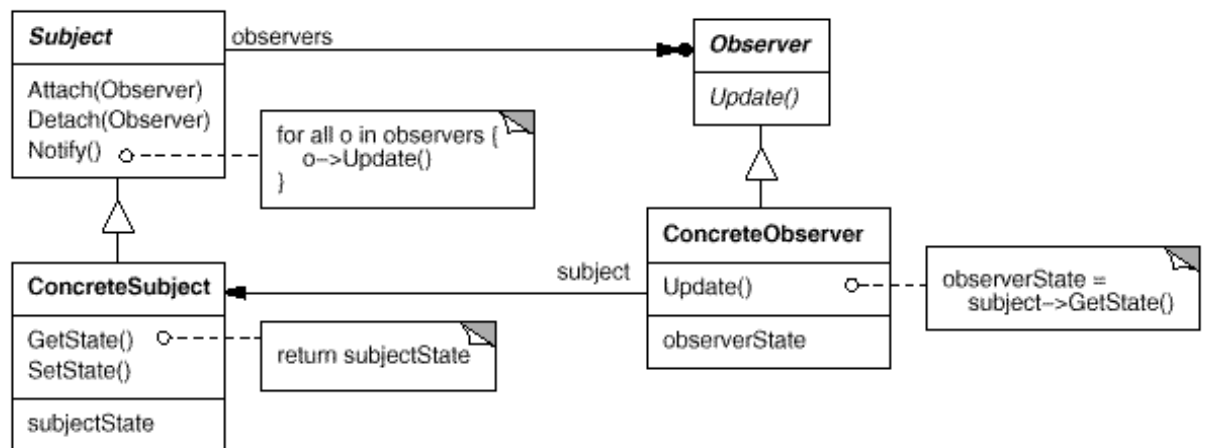 Subject
Attach(Observer)
Detach(Observer)
Notify()
observers
for all o in observers {
o->Update()
}
Observer
Update()
ConcreteSubject
GetState()
SetState()
subjectState
return subjectState
subject
ConcreteObserver
Update()
observerState
observerState =
subject->GetState()